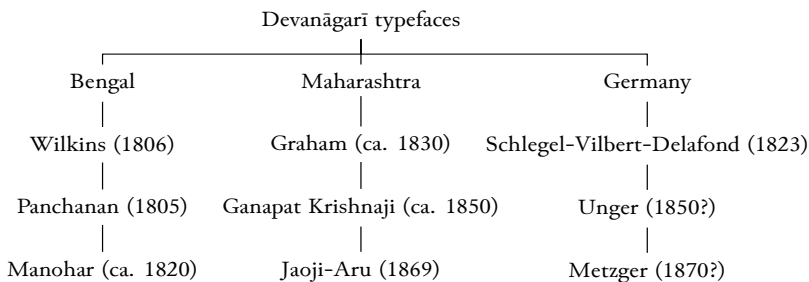 Devanāgarī typefaces
Bengal Maharashtra Germany
Wilkins (1806) Graham (ca. 1830) Schlegel-Vilbert-Delafond (1823)
Panchanan (1805) Ganapat Krishnaji (ca. 1850) Unger (1850?)
Manohar (ca. 1820) Jaoji-Aru (1869) Metzger (1870?)